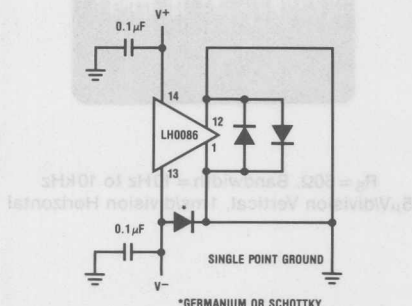 V+
0.1μF
14
LH0086
12
1
13
*
0.1μF
SINGLE POINT GROUND
V−
*GERMANIUM OR SCHOTTKY